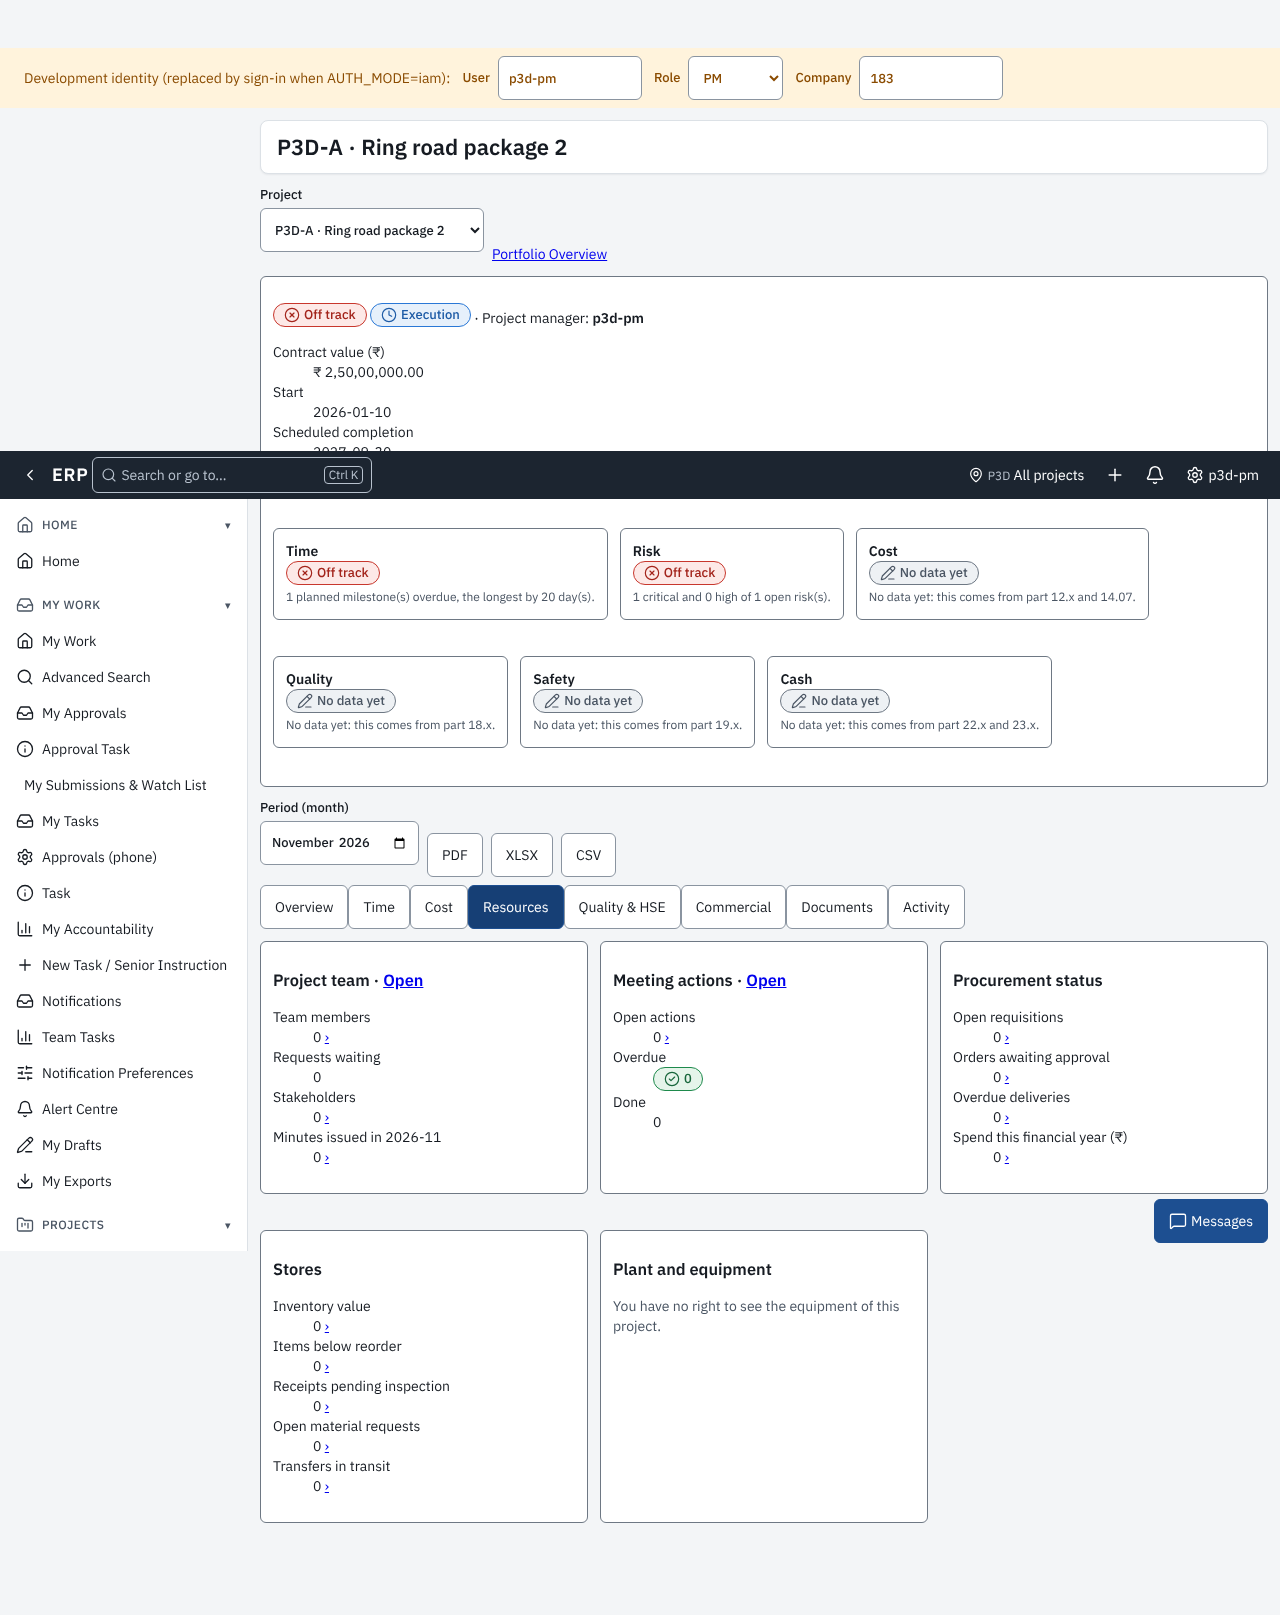 Development identity (replaced by sign-in when AUTH_MODE=iam): User p3d-pm Role PM Company 183
P3D-A · Ring road package 2
Project
P3D-A · Ring road package 2
Portfolio Overview
Off track Execution · Project manager: p3d-pm
Contract value (₹)
₹ 2,50,00,000.00
Start
2026-01-10
Scheduled completion
ERP Search or go to... Ctrl K P3D All projects p3d-pm
HOME ▾
Home
MY WORK ▾
My Work
Advanced Search
My Approvals
Approval Task
My Submissions & Watch List
My Tasks
Approvals (phone)
Task
My Accountability
New Task / Senior Instruction
Notifications
Team Tasks
Notification Preferences
Alert Centre
My Drafts
My Exports
PROJECTS ▾
Time
Off track
1 planned milestone(s) overdue, the longest by 20 day(s).
Risk
Off track
1 critical and 0 high of 1 open risk(s).
Cost
No data yet
No data yet: this comes from part 12.x and 14.07.
Quality
No data yet
No data yet: this comes from part 18.x.
Safety
No data yet
No data yet: this comes from part 19.x.
Cash
No data yet
No data yet: this comes from part 22.x and 23.x.
Period (month)
November 2026 PDF XLSX CSV
Overview Time Cost Resources Quality & HSE Commercial Documents Activity
Project team · Open
Team members
0 ›
Requests waiting
0
Stakeholders
0 ›
Minutes issued in 2026-11
0 ›
Meeting actions · Open
Open actions
0 ›
Overdue
0
Done
0
Procurement status
Open requisitions
0 ›
Orders awaiting approval
0 ›
Overdue deliveries
0 ›
Spend this financial year (₹)
0 ›
Messages
Stores
Inventory value
0 ›
Items below reorder
0 ›
Receipts pending inspection
0 ›
Open material requests
0 ›
Transfers in transit
0 ›
Plant and equipment
You have no right to see the equipment of this
project.